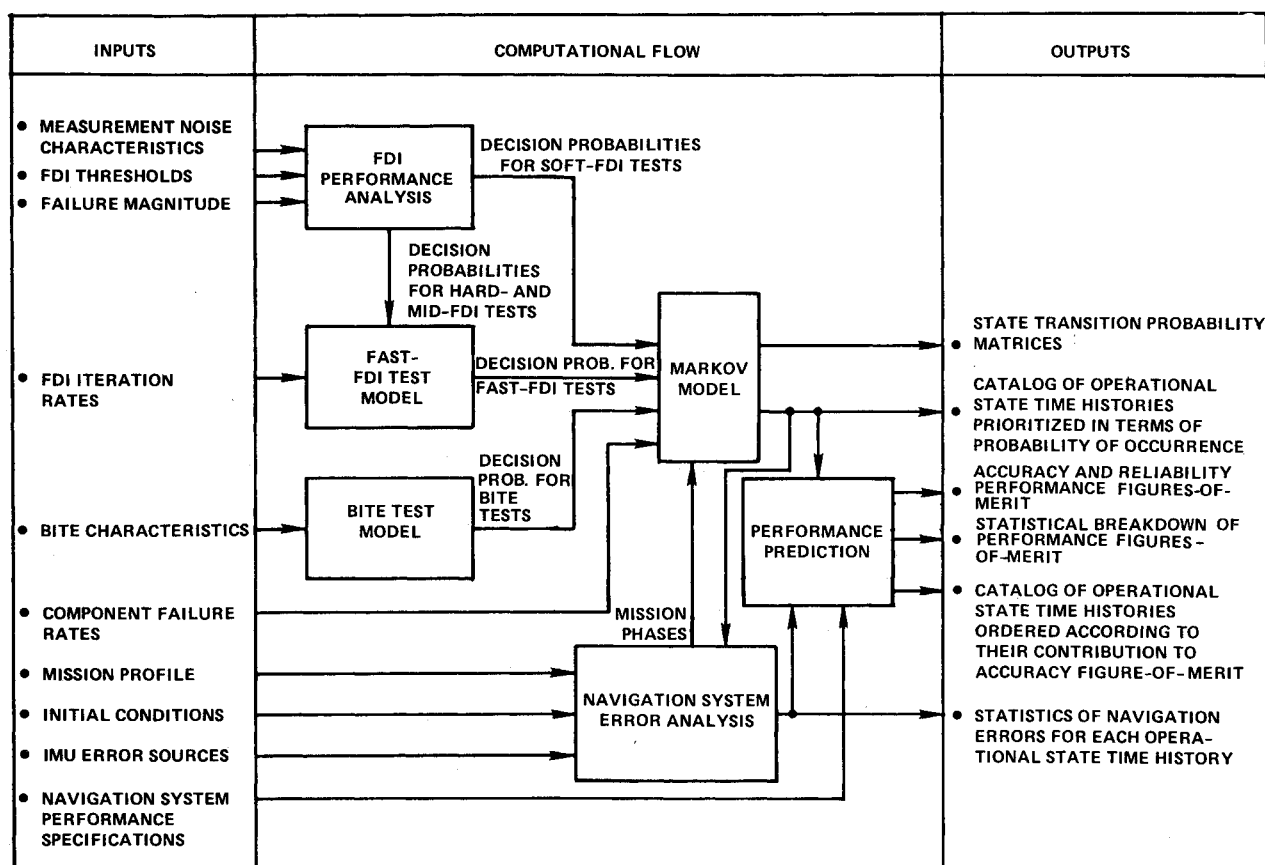 INPUTS
COMPUTATIONAL FLOW
OUTPUTS
• MEASUREMENT NOISE
CHARACTERISTICS
• FDI THRESHOLDS
• FAILURE MAGNITUDE
• FDI ITERATION
RATES
• BITE CHARACTERISTICS
• COMPONENT FAILURE
RATES
• MISSION PROFILE
• INITIAL CONDITIONS
• IMU ERROR SOURCES
• NAVIGATION SYSTEM
PERFORMANCE
SPECIFICATIONS
FDI
PERFORMANCE
ANALYSIS
DECISION PROBABILITIES
FOR SOFT-FDI TESTS
DECISION
PROBABILITIES
FOR HARD- AND
MID-FDI TESTS
FAST-
FDI TEST
MODEL
DECISION PROB. FOR
FAST-FDI TESTS
BITE TEST
MODEL
DECISION
PROB. FOR
BITE
TESTS
MARKOV
MODEL
MISSION
PHASES
PERFORMANCE
PREDICTION
NAVIGATION SYSTEM
ERROR ANALYSIS
STATE TRANSITION PROBABILITY
• MATRICES
CATALOG OF OPERATIONAL
• STATE TIME HISTORIES
PRIORITIZED IN TERMS OF
PROBABILITY OF OCCURRENCE
ACCURACY AND RELIABILITY
• PERFORMANCE FIGURES-OF-
MERIT
STATISTICAL BREAKDOWN OF
• PERFORMANCE FIGURES-
OF-MERIT
• CATALOG OF OPERATIONAL
STATE TIME HISTORIES
ORDERED ACCORDING TO
THEIR CONTRIBUTION TO
ACCURACY FIGURE-OF-MERIT
• STATISTICS OF NAVIGATION
ERRORS FOR EACH OPERA-
TIONAL STATE TIME HISTORY